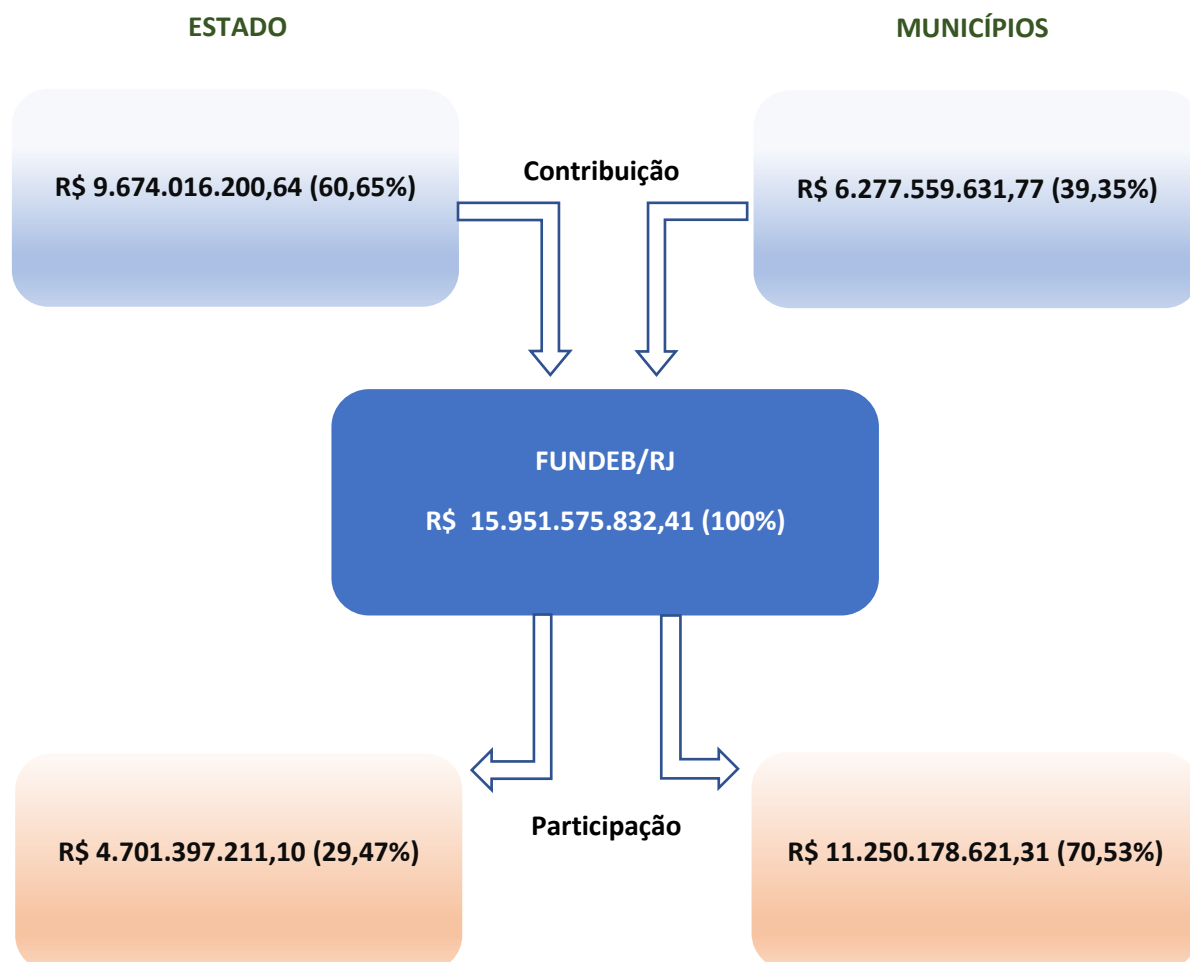 ESTADO
MUNICÍPIOS
R$ 9.674.016.200,64 (60,65%)
Contribuição
R$ 6.277.559.631,77 (39,35%)
FUNDEB/RJ
R$ 15.951.575.832,41 (100%)
Participação
R$ 4.701.397.211,10 (29,47%)
R$ 11.250.178.621,31 (70,53%)